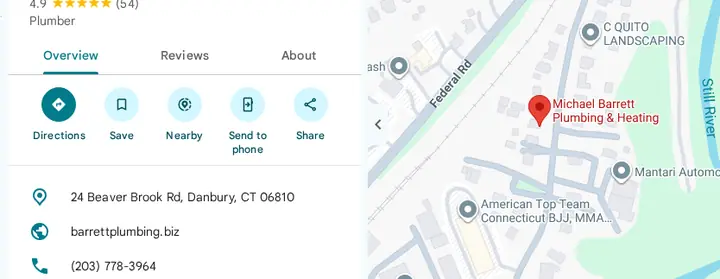 4.9 ★★★★★ (54)
Plumber
Overview
Reviews
About
Directions
Save
Nearby
Send to
phone
Share
24 Beaver Brook Rd, Danbury, CT 06810
barrettplumbing.biz
(203) 778-3964
C QUITO
LANDSCAPING
ash
Federal Rd
Still River
Michael Barrett
Plumbing & Heating
Mantari Automo
American Top Team
Connecticut BJJ, MMA...